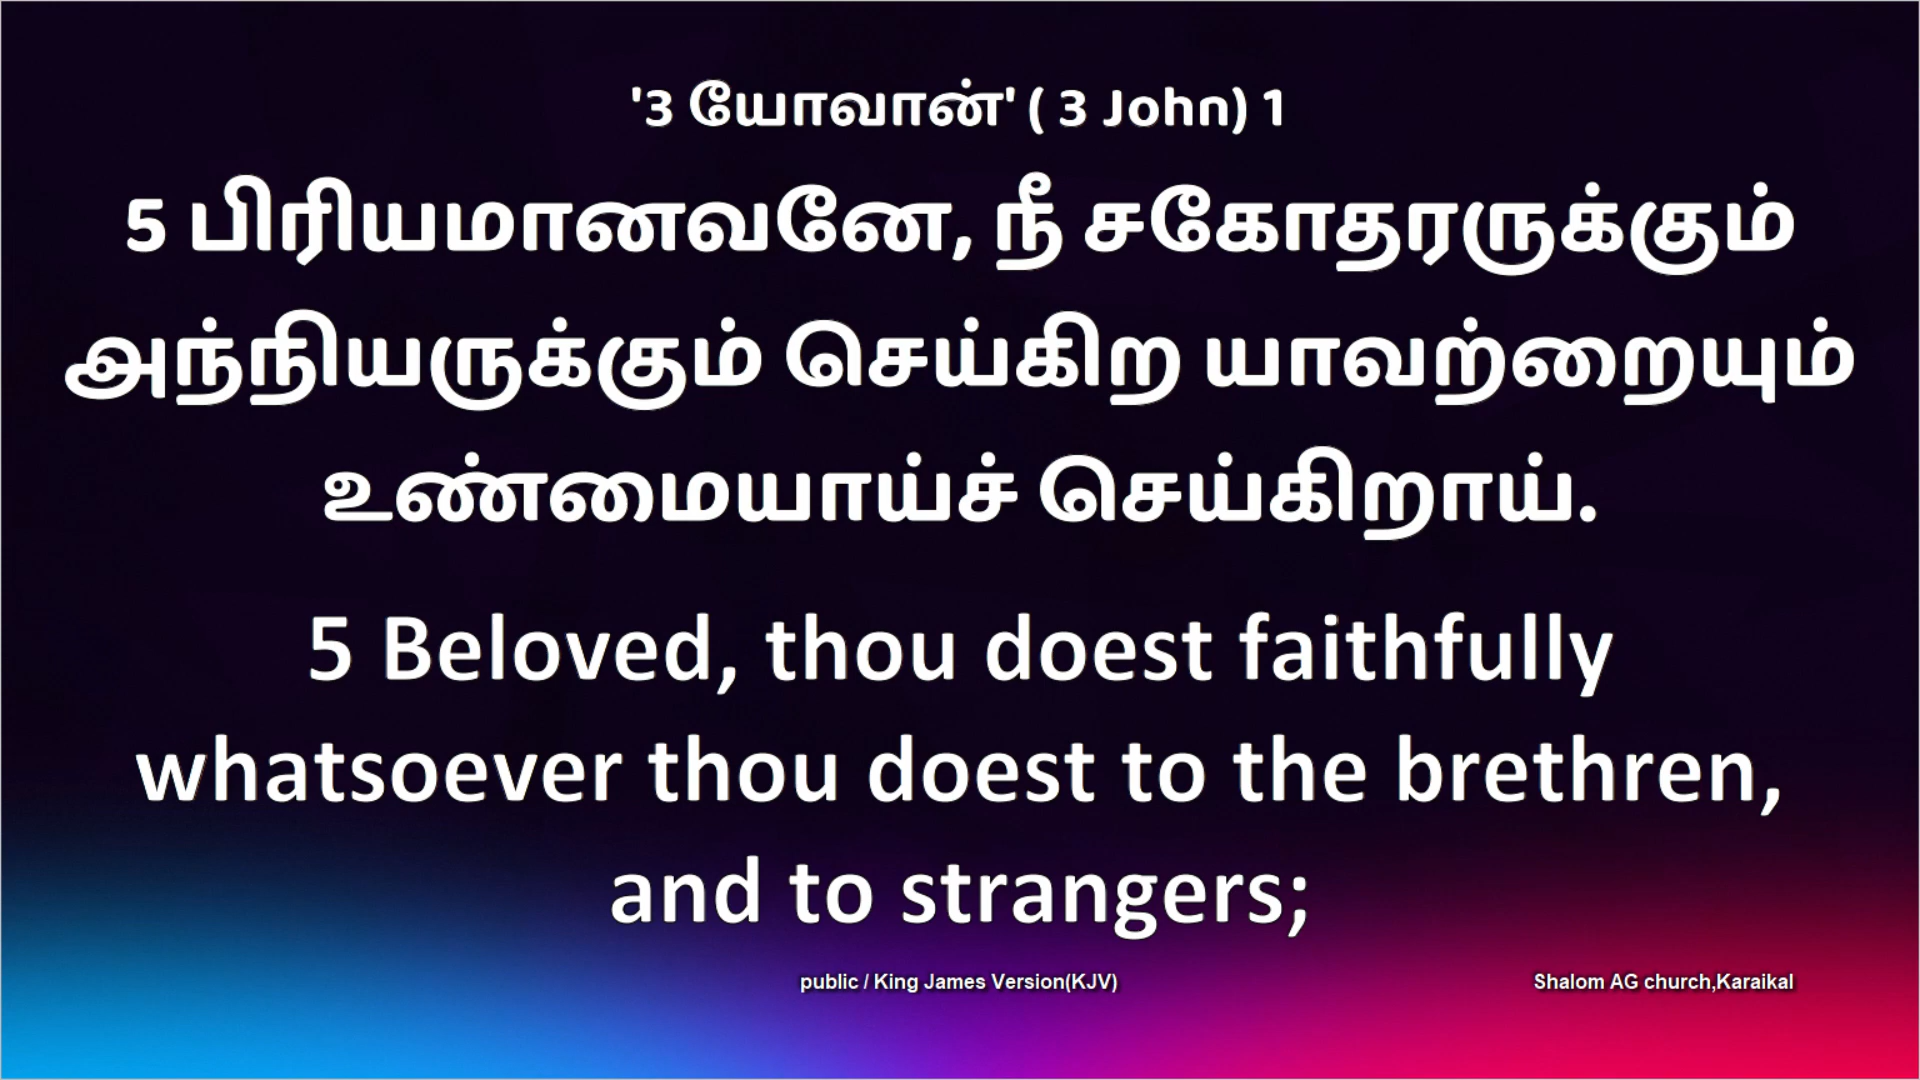 '3 யோவான்' ( 3 John) 1
5 பிரியமானவனே, நீ சகோதரருக்கும்
அந்நியருக்கும் செய்கிற யாவற்றையும்
உண்மையாய்ச் செய்கிறாய்.
5 Beloved, thou doest faithfully
whatsoever thou doest to the brethren,
and to strangers;
public / King James Version(KJV)
Shalom AG church,Karaikal